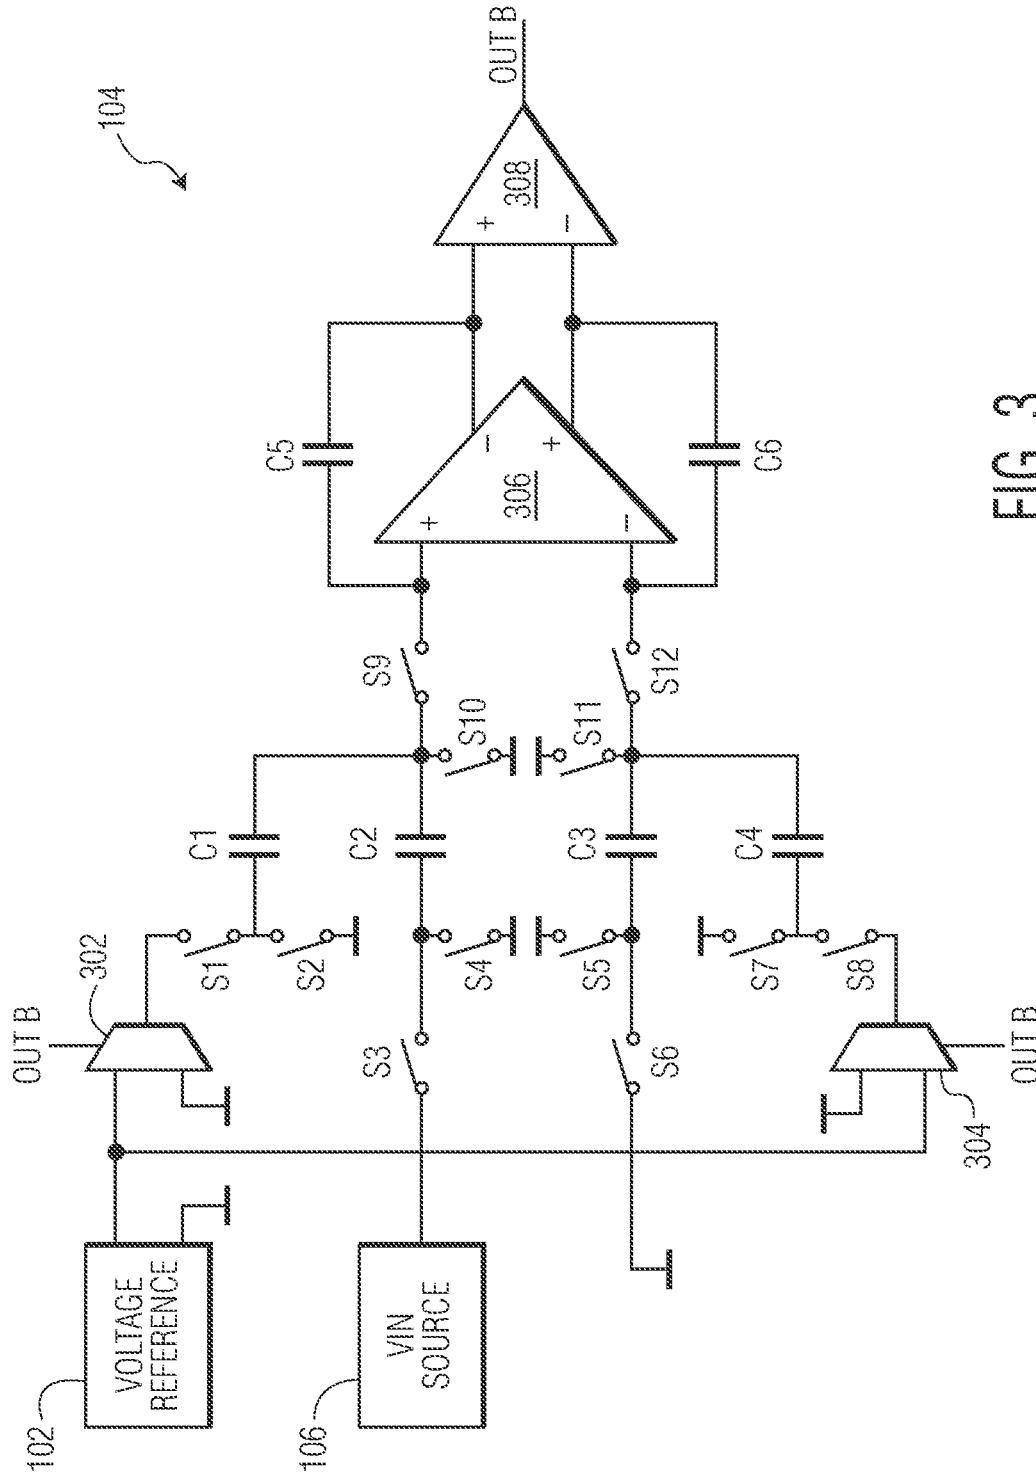 104
OUT B
302
OUT B
102
VOLTAGE
REFERENCE
S1
S2
C1
C5
+
−
308
106
VIN
SOURCE
S3
S4
C2
S10
S9
+
−
306
+
−
S6
S5
C3
S11
S12
S7
S8
C4
C6
304
OUT B
FIG. 3